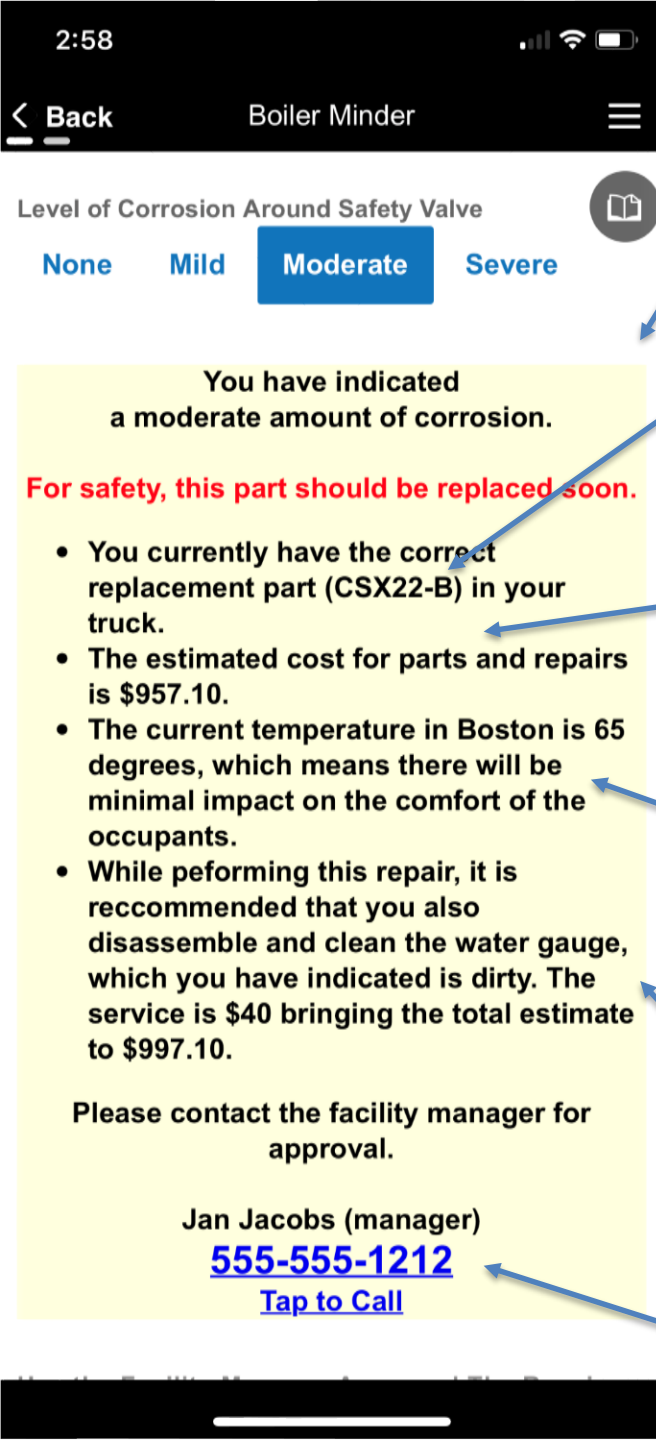 2:58
Back
Boiler Minder
Level of Corrosion Around Safety Valve
None Mild Moderate Severe
You have indicated
a moderate amount of corrosion.
For safety, this part should be replaced soon.
• You currently have the correct
replacement part (CSX22-B) in your
truck.
• The estimated cost for parts and repairs
is $957.10.
• The current temperature in Boston is 65
degrees, which means there will be
minimal impact on the comfort of the
occupants.
• While peforming this repair, it is
reccommended that you also
disassemble and clean the water gauge,
which you have indicated is dirty. The
service is $40 bringing the total estimate
to $997.10.
Please contact the facility manager for
approval.
Jan Jacobs (manager)
555-555-1212
Tap to Call